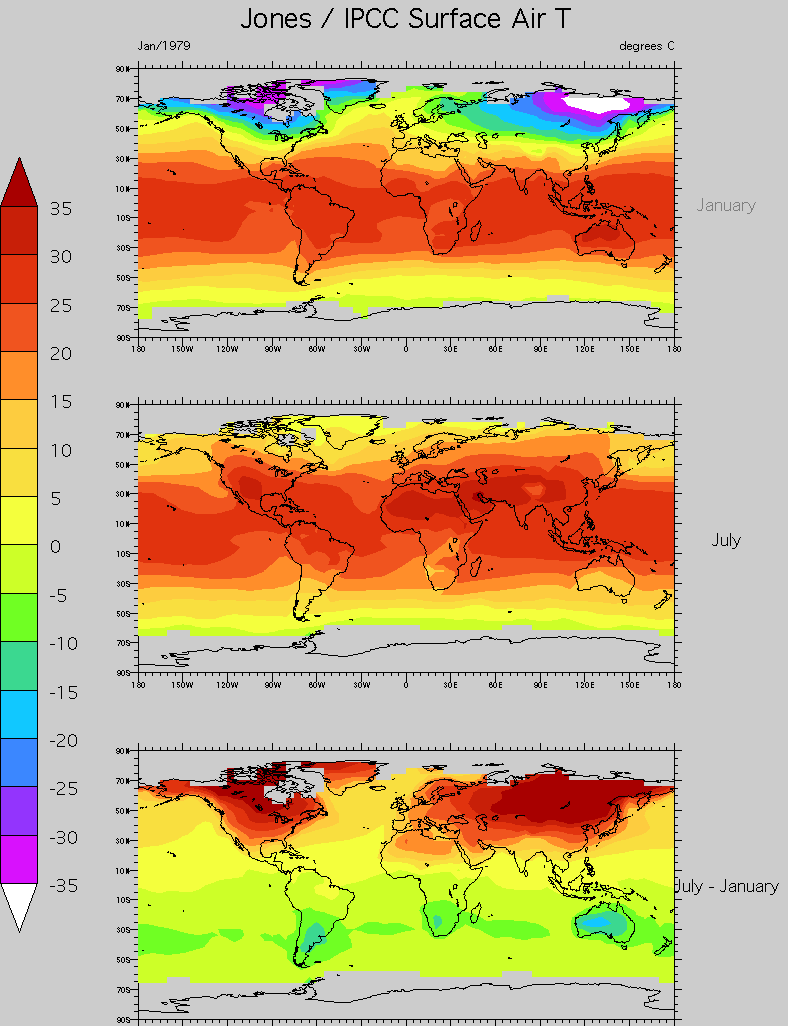 Jones / IPCC Surface Air T
Jan/1979 degrees C
90N
70N
50N
30N
10N
10S
30S
50S
70S
90S
180 150W 120W 90W 60W 30W 0 30E 60E 90E 120E 150E 180
January
35
30
25
20
15
10
5
0
-5
-10
-15
-20
-25
-30
-35
90N
70N
50N
30N
10N
10S
30S
50S
70S
90S
180 150W 120W 90W 60W 30W 0 30E 60E 90E 120E 150E 180
July
90N
70N
50N
30N
10N
10S
30S
50S
70S
90S
July - January